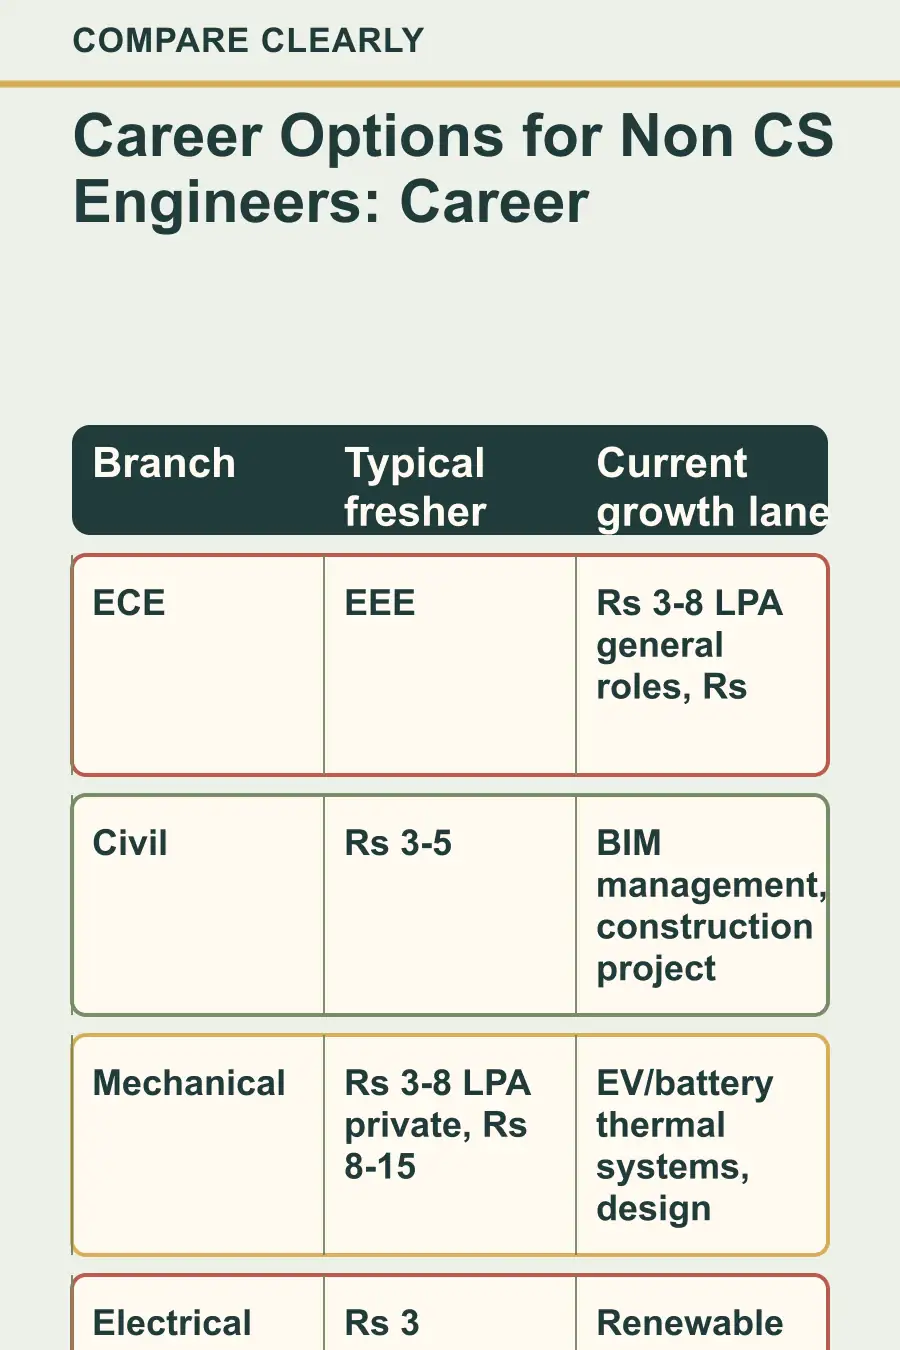 COMPARE CLEARLY
Career Options for Non CS
Engineers: Career
Branch
Typical
fresher
Current
growth lane
ECE
EEE
Rs 3-8 LPA
general
roles, Rs
Civil
Rs 3-5
BIM
management,
construction
project
Mechanical
Rs 3-8 LPA
private, Rs
8-15
EV/battery
thermal
systems,
design
Electrical
Rs 3
Renewable